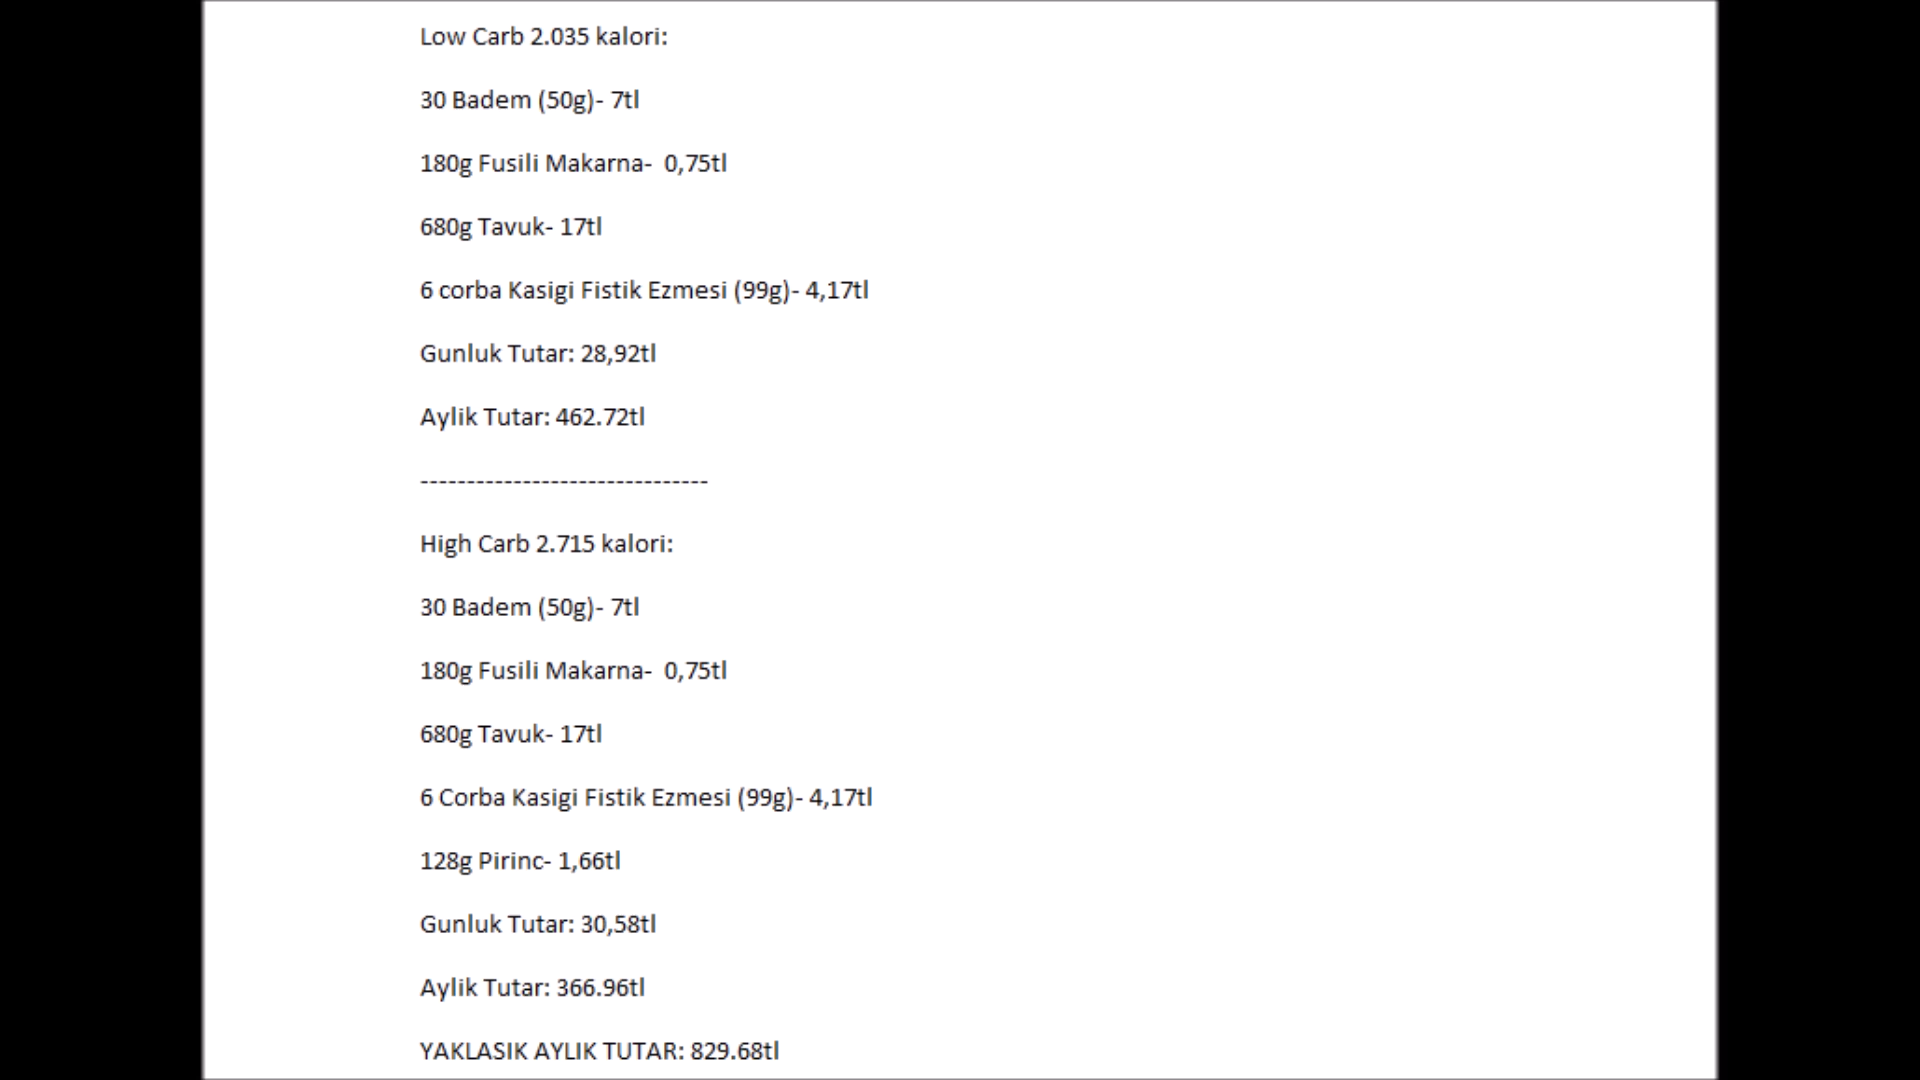 Low Carb 2.035 kalori:
30 Badem (50g)- 7tl
180g Fusili Makarna-  0,75tl
680g Tavuk- 17tl
6 corba Kasigi Fistik Ezmesi (99g)- 4,17tl
Gunluk Tutar: 28,92tl
Aylik Tutar: 462.72tl
-------------------------------
High Carb 2.715 kalori:
30 Badem (50g)- 7tl
180g Fusili Makarna-  0,75tl
680g Tavuk- 17tl
6 Corba Kasigi Fistik Ezmesi (99g)- 4,17tl
128g Pirinc- 1,66tl
Gunluk Tutar: 30,58tl
Aylik Tutar: 366.96tl
YAKLASIK AYLIK TUTAR: 829.68tl